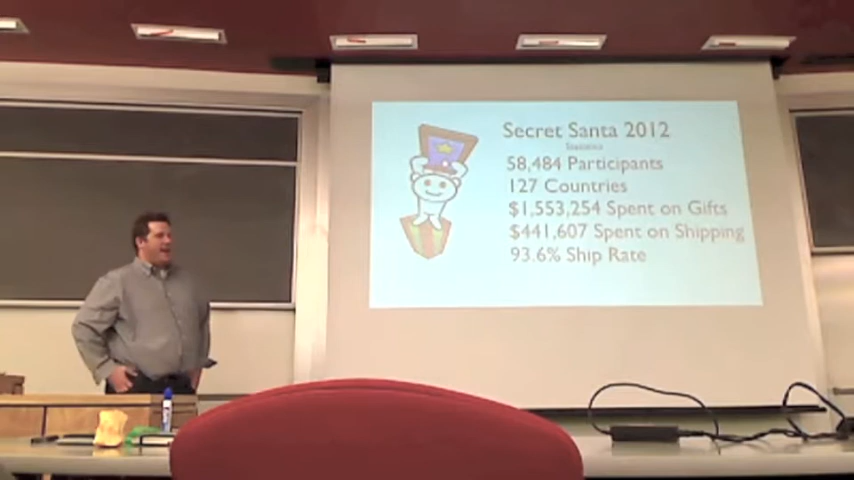 Secret Santa 2012
Statistics
58,484 Participants
127 Countries
$1,553,254 Spent on Gifts
$441,607 Spent on Shipping
93.6% Ship Rate